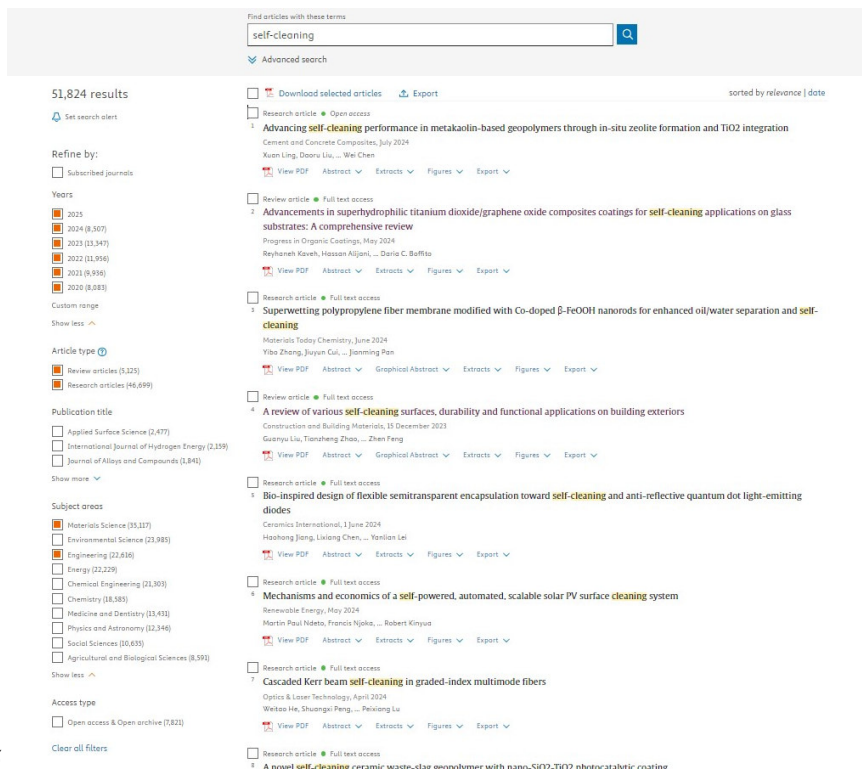 Find articles with these terms
self-cleaning
Advanced search
51,824 results
Set search alert
Refine by:
Subscribed journals
Years
2025
2024 (8,507)
2023 (13,347)
2022 (11,956)
2021 (9,936)
2020 (8,083)
Custom range
Show less
Article type
Review articles (5,125)
Research articles (46,699)
Publication title
Applied Surface Science (2,477)
International Journal of Hydrogen Energy (2,159)
Journal of Alloys and Compounds (1,841)
Show more
Subject areas
Materials Science (35,117)
Environmental Science (23,985)
Engineering (22,616)
Energy (22,229)
Chemical Engineering (21,303)
Chemistry (18,585)
Medicine and Dentistry (13,431)
Physics and Astronomy (12,346)
Social Sciences (10,635)
Agricultural and Biological Sciences (8,591)
Show less
Access type
Open access & Open archive (7,821)
Clear all filters
Download selected articles Export sorted by relevance | date
Research article Open access
1 Advancing self-cleaning performance in metakaolin-based geopolymers through in-situ zeolite formation and TiO2 integration
Cement and Concrete Composites, July 2024
Xuan Ling, Daoru Liu, ... Wei Chen
View PDF Abstract Extracts Figures Export
Review article Full text access
2 Advancements in superhydrophilic titanium dioxide/graphene oxide composites coatings for self-cleaning applications on glass
substrates: A comprehensive review
Progress in Organic Coatings, May 2024
Reyhaneh Kaveh, Hassan Alijani, ... Daria C. Boffito
View PDF Abstract Extracts Figures Export
Research article Full text access
3 Superwetting polypropylene fiber membrane modified with Co-doped β-FeOOH nanorods for enhanced oil/water separation and self-
cleaning
Materials Today Chemistry, June 2024
Yibo Zhang, Jiuyun Cui, ... Jianming Pan
View PDF Abstract Graphical Abstract Extracts Figures Export
Review article Full text access
4 A review of various self-cleaning surfaces, durability and functional applications on building exteriors
Construction and Building Materials, 15 December 2023
Guanyu Liu, Tianzheng Zhao, ... Zhen Feng
View PDF Abstract Graphical Abstract Extracts Figures Export
Research article Full text access
5 Bio-inspired design of flexible semitransparent encapsulation toward self-cleaning and anti-reflective quantum dot light-emitting
diodes
Ceramics International, 1 June 2024
Haohong Jiang, Lixiang Chen, ... Yanlian Lei
View PDF Abstract Extracts Figures Export
Research article Full text access
6 Mechanisms and economics of a self-powered, automated, scalable solar PV surface cleaning system
Renewable Energy, May 2024
Martin Paul Ndeto, Francis Njoka, ... Robert Kinyua
View PDF Abstract Extracts Figures Export
Research article Full text access
7 Cascaded Kerr beam self-cleaning in graded-index multimode fibers
Optics & Laser Technology, April 2024
Weitao He, Shuangxi Peng, ... Peixiang Lu
View PDF Abstract Extracts Figures Export
Research article Full text access
8 A novel self-cleaning ceramic waste-slag geopolymer with nano-SiO2-TiO2 photocatalytic coating